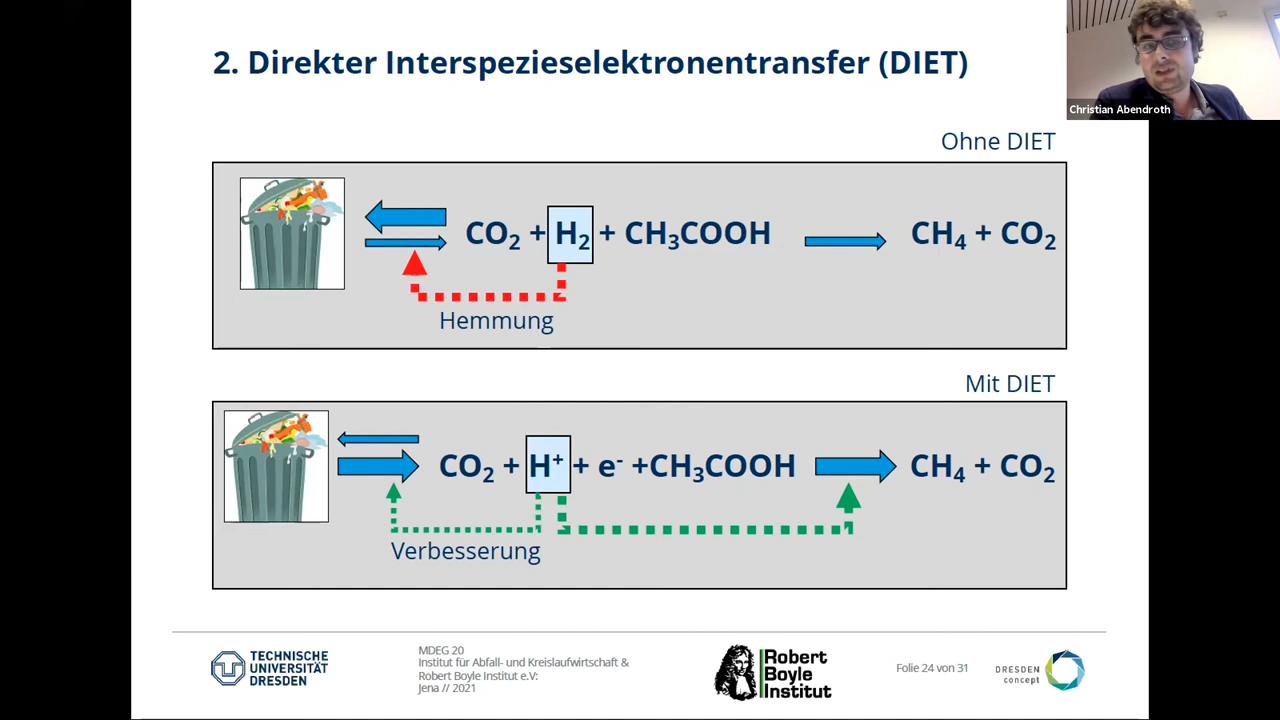 2. Direkter Interspezieselektronentransfer (DIET)
Christian Abendroth
Ohne DIET
CO₂ + H₂ + CH₃COOH CH₄ + CO₂
Hemmung
Mit DIET
CO₂ + H⁺ + e⁻ +CH₃COOH CH₄ + CO₂
Verbesserung
TECHNISCHE
UNIVERSITÄT
DRESDEN
MDEG 20
Institut für Abfall- und Kreislaufwirtschaft &
Robert Boyle Institut e.V:
Jena // 2021
Robert
Boyle
Institut
Folie 24 von 31
DRESDEN
concept